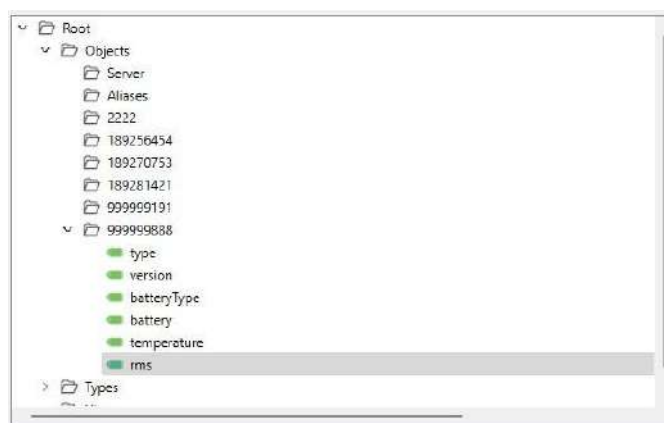 Root
Objects
Server
Aliases
2222
189256454
189270753
189281421
999999191
999999888
type
version
batteryType
battery
temperature
rms
Types